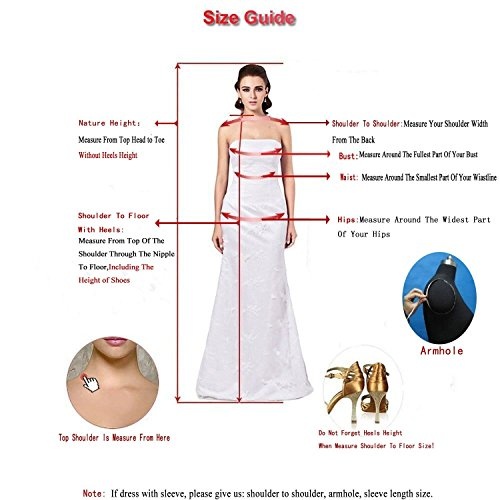 Size Guide
Nature Height:
Measure From Top Head to Toe
Without Heels Height
Shoulder To Shoulder:Measure Your Shoulder Width
From The Back
Bust:Measure Around The Fullest Part Of Your Bust
Waist: Measure Around The Smallest Part Of Your Wiastline
Shoulder To Floor
With Heels:
Measure From Top Of The
Shoulder Through The Nipple
To Floor,Including The
Height of Shoes
Hips:Measure Around The Widest Part
Of Your Hips
Armhole
Top Shoulder Is Measure From Here
Do Not Forget Heels Height
When Measure Shoulder To Floor Size!
Note: If dress with sleeve, please give us: shoulder to shoulder, armhole, sleeve length size.